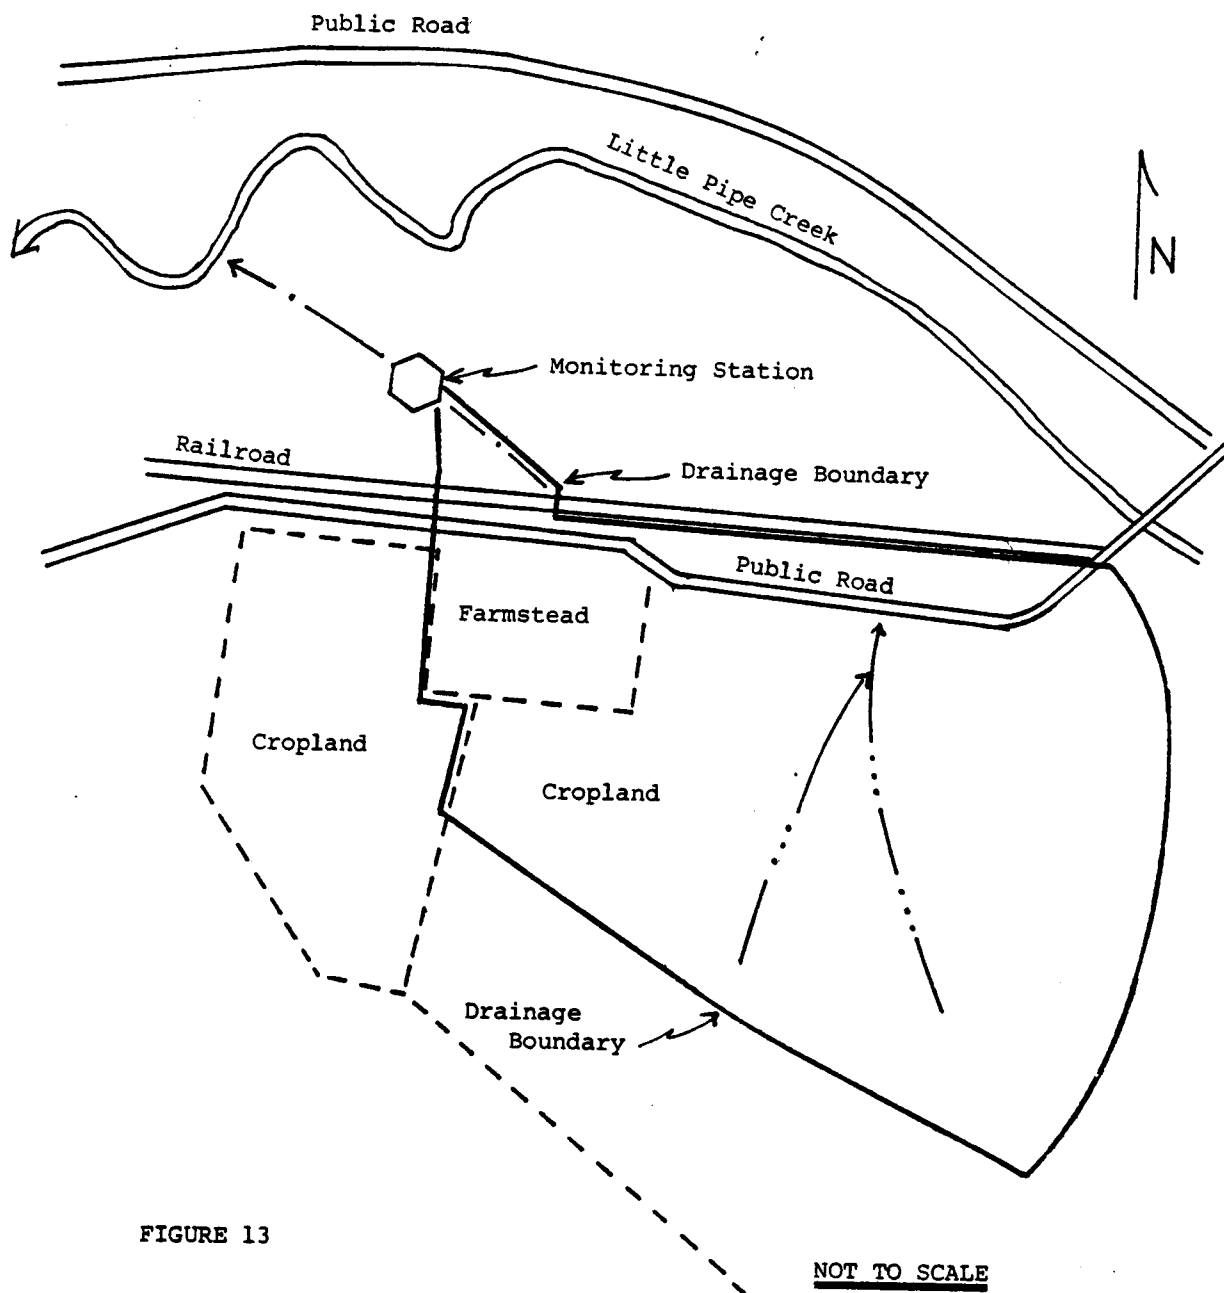 Public Road
Little Pipe Creek
N
Monitoring Station
Railroad
Drainage Boundary
Public Road
Farmstead
Cropland
Cropland
Drainage
Boundary
FIGURE 13
NOT TO SCALE